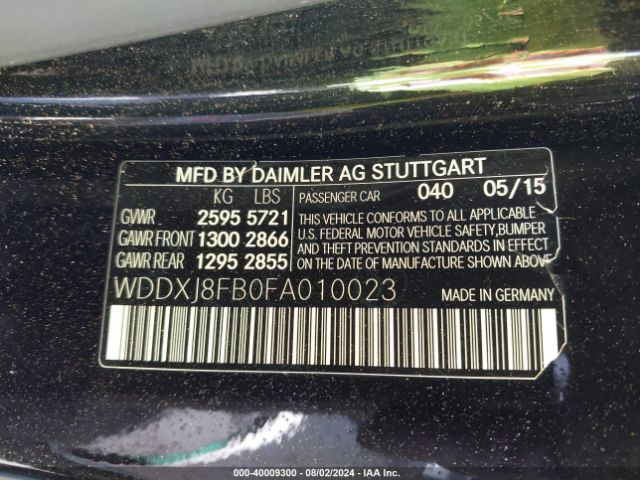 MFD BY DAIMLER AG STUTTGART
KG LBS PASSENGER CAR 040 05/15
GVWR 2595 5721
GAWR FRONT 1300 2866
GAWR REAR 1295 2855
THIS VEHICLE CONFORMS TO ALL APPLICABLE
U.S. FEDERAL MOTOR VEHICLE SAFETY,BUMPER
AND THEFT PREVENTION STANDARDS IN EFFECT
ON THE DATE OF MANUFACTURE SHOWN ABOVE.
WDDXJ8FB0FA010023 MADE IN GERMANY
000-40009300 - 08/02/2024 - IAA Inc.